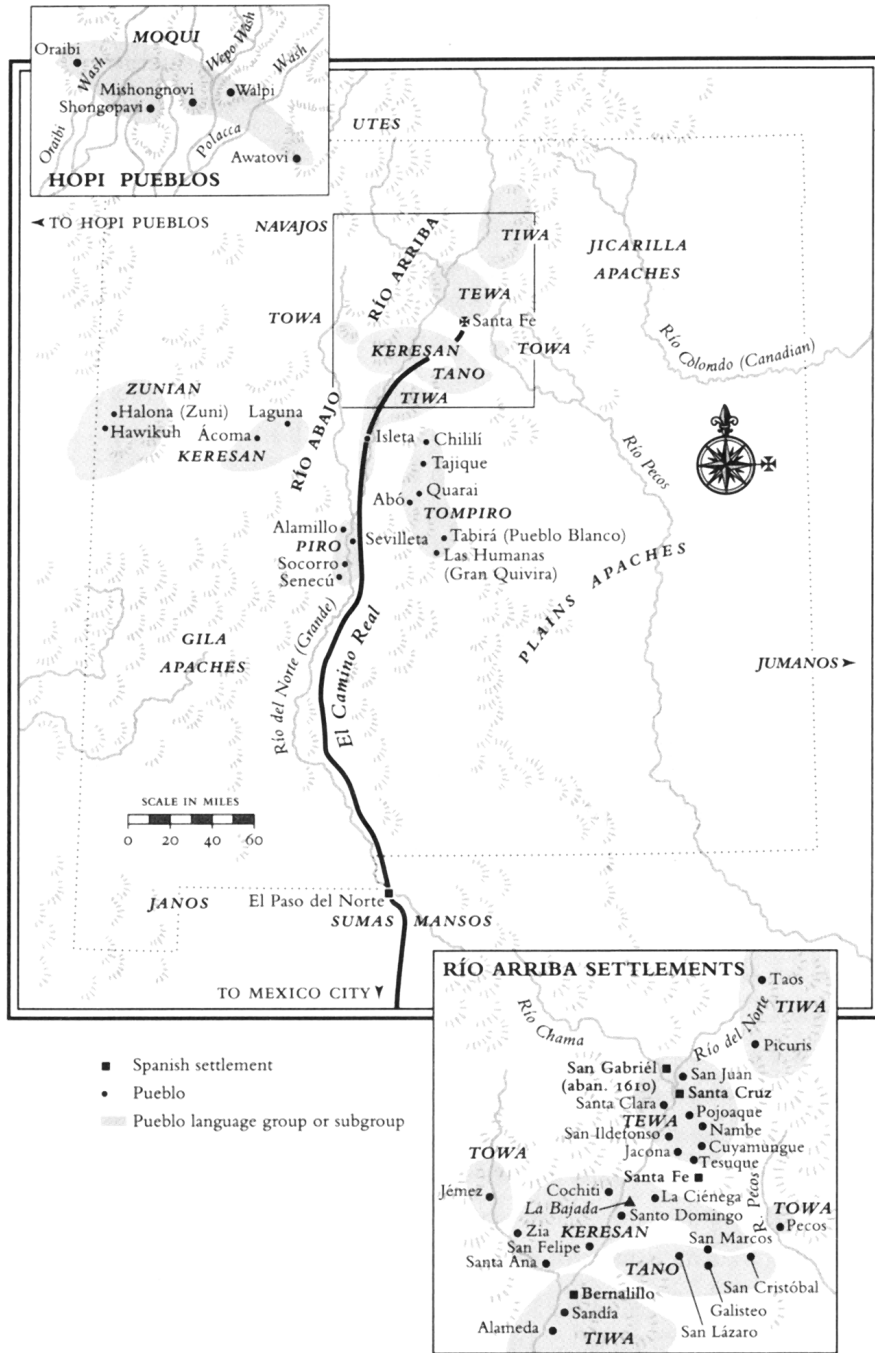 MOQUI
Oraibi
Wash
Wepo Wash
Wash
Mishongnovi
Walpi
Shongopavi
Oraibi
Polacca
Awatovi
HOPI PUEBLOS
UTES
◄TO HOPI PUEBLOS
NAVAJOS
RÍO ARRIBA
TIWA
JICARILLA
APACHES
TEWA
TOWA
Santa Fe
KERESAN
TOWA
Río Colorado (Canadian)
TANO
ZUNIAN
TIWA
Halona (Zuni)
Laguna
RÍO ABAJO
Hawikuh
Ácoma
KERESAN
Isleta
Chililí
Río Pecos
Tajique
Quarai
Abó
TOMPIRO
Alamillo
PIRO
Sevilleta
Tabirá (Pueblo Blanco)
Socorro
Las Humanas
(Gran Quivira)
Senecú
PLAINS APACHES
GILA
APACHES
Río del Norte (Grande)
El Camino Real
JUMANOS►
SCALE IN MILES
0 20 40 60
JANOS
El Paso del Norte
SUMAS
MANSOS
TO MEXICO CITY▼
■ Spanish settlement
• Pueblo
Pueblo language group or subgroup
RÍO ARRIBA SETTLEMENTS
Taos
TIWA
Río Chama
Río del Norte
Picuris
San Gabriél
(aban. 1610)
San Juan
Santa Cruz
Santa Clara
Pojoaque
TEWA
Nambe
San Ildefonso
Cuyamungue
Jacona
Tesuque
TOWA
Santa Fe
Jémez
Cochiti
La Ciénega
R. Pecos
TOWA
La Bajada
Santo Domingo
Pecos
Zia
KERESAN
San Marcos
San Felipe
Santa Ana
TANO
San Cristóbal
Bernalillo
Galisteo
Sandía
San Lázaro
Alameda
TIWA